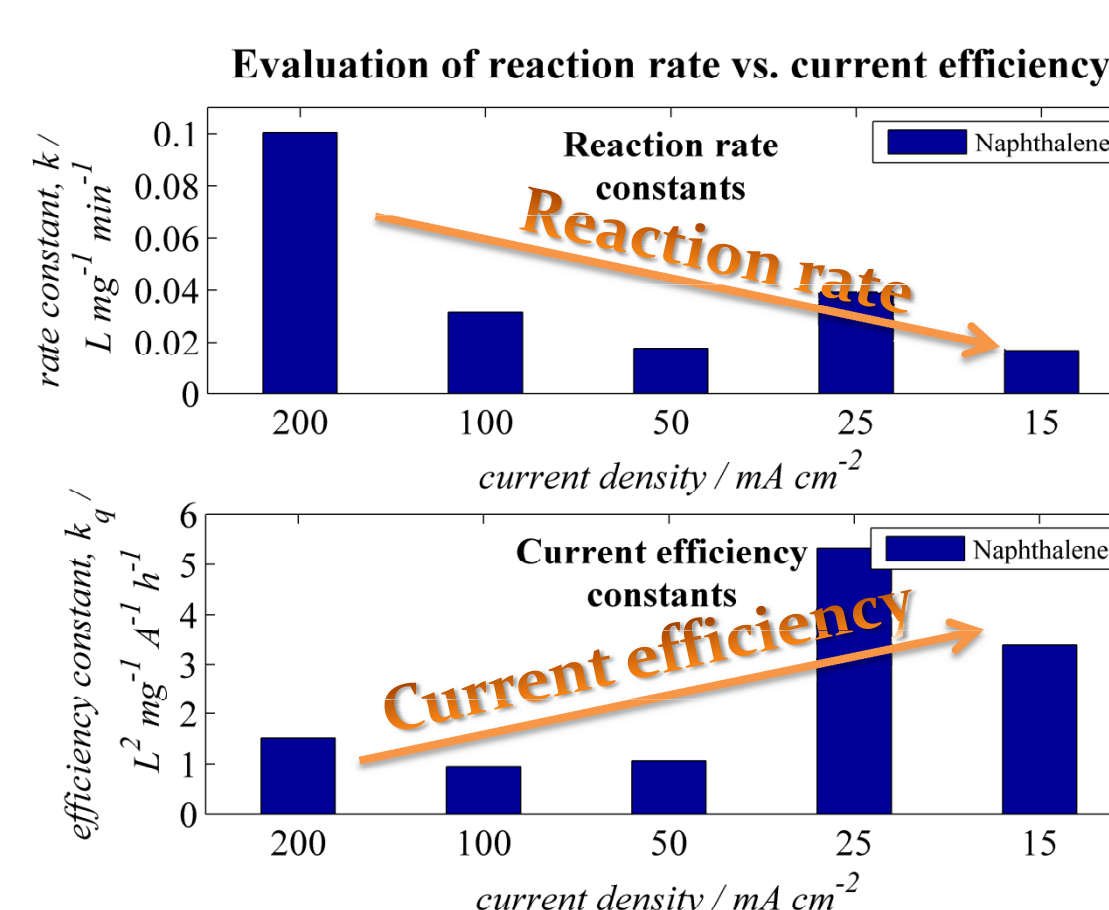 Evaluation of reaction rate vs. current efficiency
rate constant, k /
L mg-1 min-1
0.1
0.08
0.06
0.04
0.02
0
Reaction rate
constants
Naphthalene
Reaction rate
200 100 50 25 15
current density / mA cm-2
efficiency constant, kq /
L2 mg-1 A-1 h-1
6
5
4
3
2
1
0
Current efficiency
constants
Naphthalene
Current efficiency
200 100 50 25 15
current density / mA cm-2